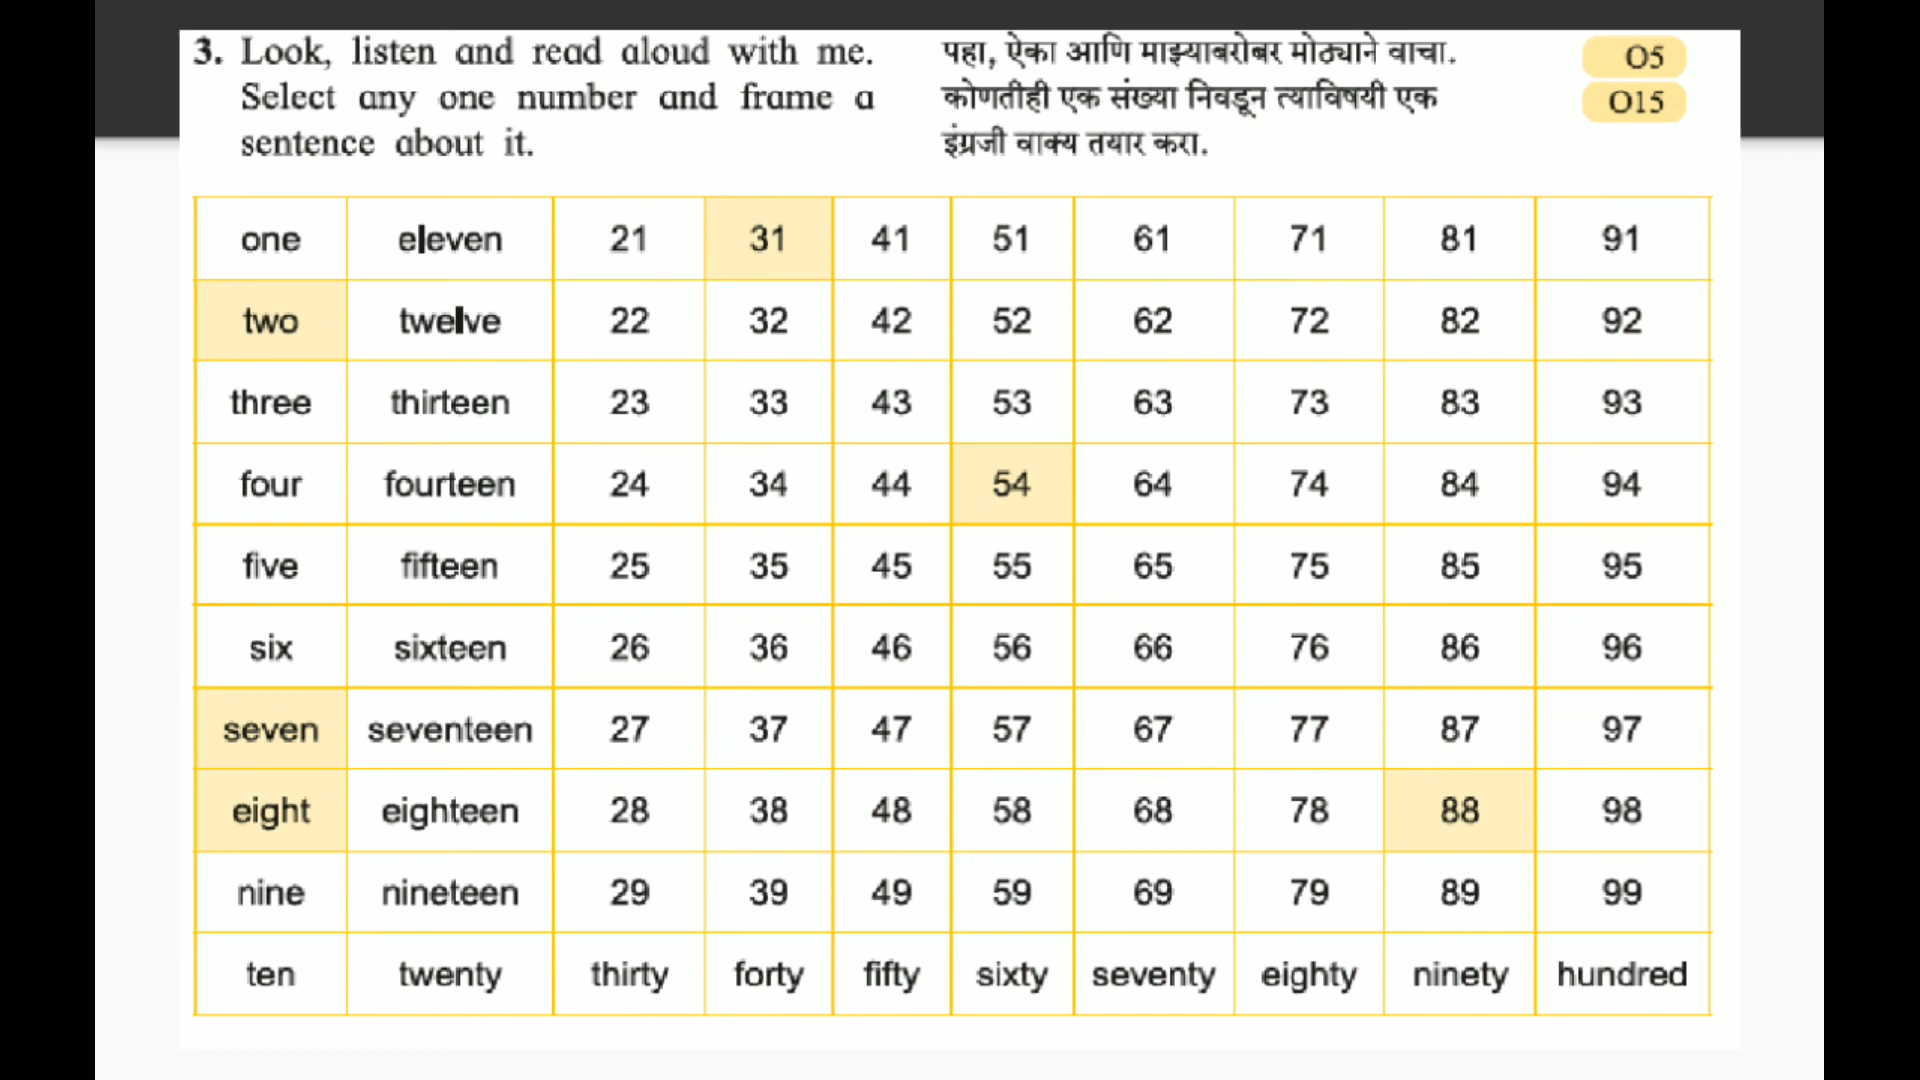 3. Look, listen and read aloud with me.
Select any one number and frame a
sentence about it.
पहा, ऐका आणि माझ्याबरोबर मोठ्याने वाचा.
कोणतीही एक संख्या निवडून त्याविषयी एक
इंग्रजी वाक्य तयार करा.
O5
O15
one eleven 21 31 41 51 61 71 81 91
two twelve 22 32 42 52 62 72 82 92
three thirteen 23 33 43 53 63 73 83 93
four fourteen 24 34 44 54 64 74 84 94
five fifteen 25 35 45 55 65 75 85 95
six sixteen 26 36 46 56 66 76 86 96
seven seventeen 27 37 47 57 67 77 87 97
eight eighteen 28 38 48 58 68 78 88 98
nine nineteen 29 39 49 59 69 79 89 99
ten twenty thirty forty fifty sixty seventy eighty ninety hundred